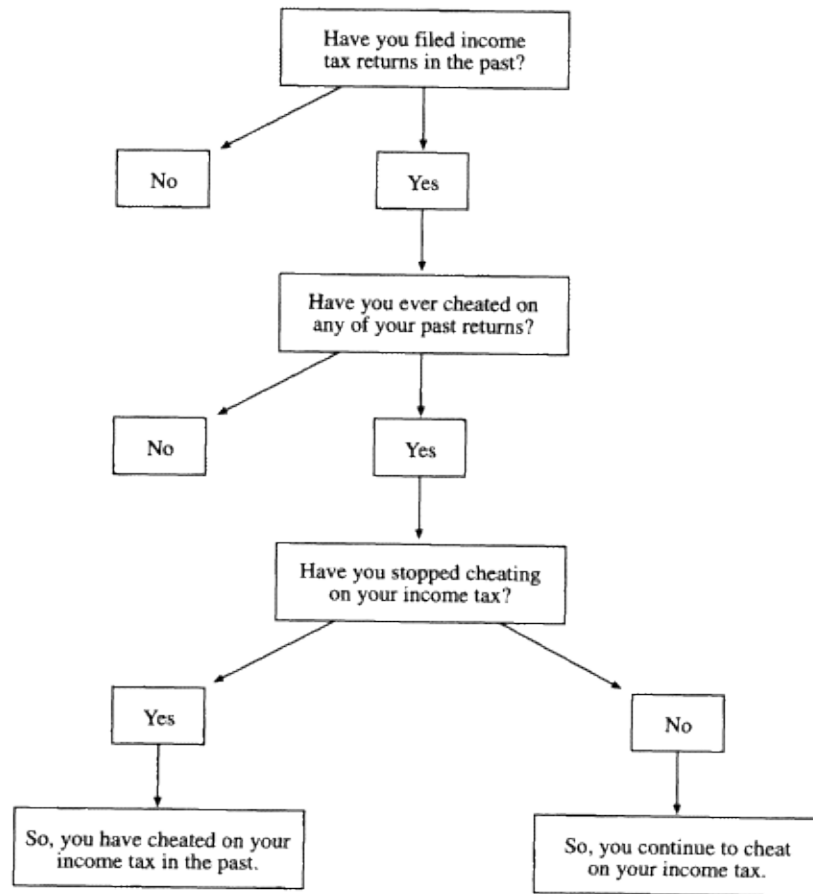 Have you filed income
tax returns in the past?
No
Yes
Have you ever cheated on
any of your past returns?
No
Yes
Have you stopped cheating
on your income tax?
Yes
No
So, you have cheated on your
income tax in the past.
So, you continue to cheat
on your income tax.